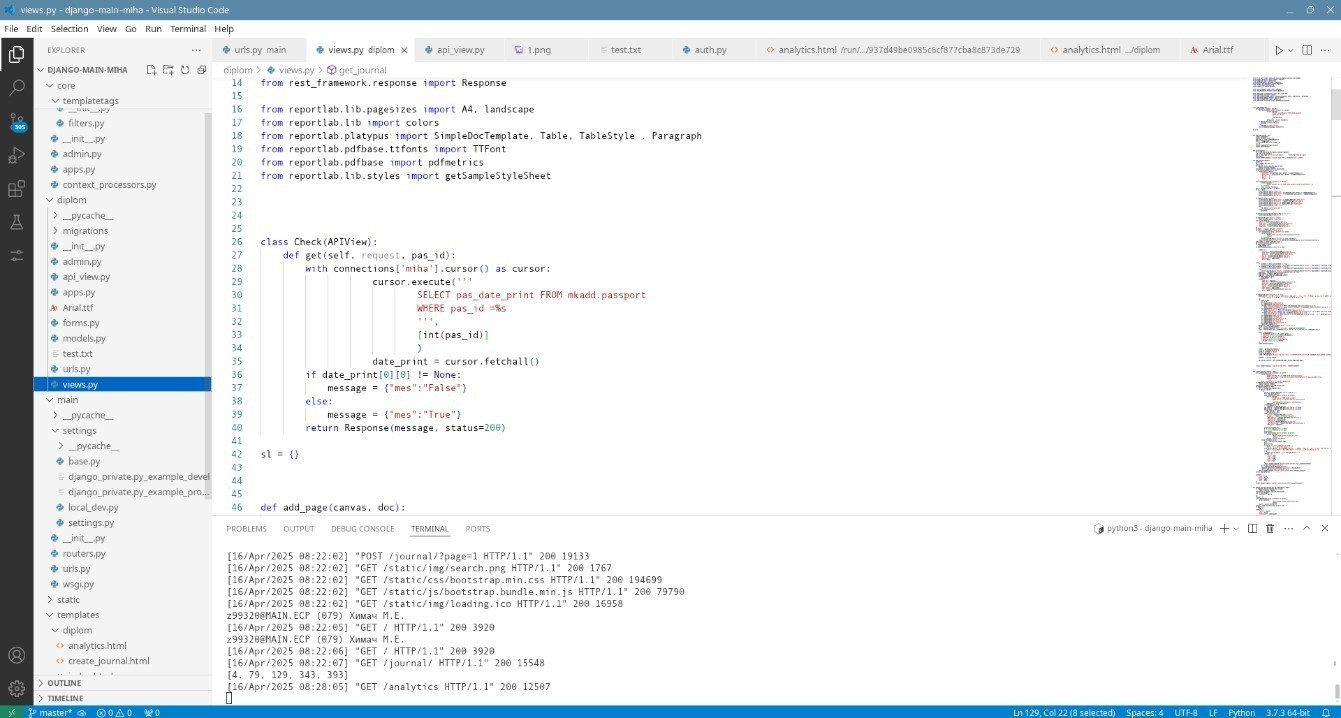 views.py - django-main-miha - Visual Studio Code
File Edit Selection View Go Run Terminal Help
EXPLORER
urls.py main
views.py diplom
api_view.py
1.png
test.txt
auth.py
analytics.html /run/.../937d49be0985c6cf877cba8c873de729
analytics.html .../diplom
Arial.ttf
DJANGO-MAIN-MIHA
diplom > views.py > get_journal
core
templatetags
__init__.py
filters.py
__init__.py
admin.py
apps.py
context_processors.py
diplom
__pycache__
migrations
__init__.py
admin.py
api_view.py
apps.py
Arial.ttf
forms.py
models.py
test.txt
urls.py
views.py
main
__pycache__
settings
__pycache__
base.py
django_private.py_example_devel
django_private.py_example_pro...
local_dev.py
settings.py
__init__.py
routers.py
urls.py
wsgi.py
static
templates
diplom
analytics.html
create_journal.html
OUTLINE
TIMELINE
365
14 from rest_framework.response import Response
15
16 from reportlab.lib.pagesizes import A4, landscape
17 from reportlab.lib import colors
18 from reportlab.platypus import SimpleDocTemplate, Table, TableStyle , Paragraph
19 from reportlab.pdfbase.ttfonts import TTFont
20 from reportlab.pdfbase import pdfmetrics
21 from reportlab.lib.styles import getSampleStyleSheet
22
23
24
25
26 class Check(APIView):
27 def get(self, request, pas_id):
28 with connections['miha'].cursor() as cursor:
29 cursor.execute('''
30 SELECT pas_date_print FROM mkadd.passport
31 WHERE pas_id =%s
32 ''',
33 [int(pas_id)]
34 )
35 date_print = cursor.fetchall()
36 if date_print[0][0] != None:
37 message = {"mes":"False"}
38 else:
39 message = {"mes":"True"}
40 return Response(message, status=200)
41
42 sl = {}
43
44
45
46 def add_page(canvas, doc):
PROBLEMS OUTPUT DEBUG CONSOLE TERMINAL PORTS
python3 - django-main-miha
[16/Apr/2025 08:22:02] "POST /journal/?page=1 HTTP/1.1" 200 19133
[16/Apr/2025 08:22:02] "GET /static/img/search.png HTTP/1.1" 200 1767
[16/Apr/2025 08:22:02] "GET /static/css/bootstrap.min.css HTTP/1.1" 200 194699
[16/Apr/2025 08:22:02] "GET /static/js/bootstrap.bundle.min.js HTTP/1.1" 200 79790
[16/Apr/2025 08:22:02] "GET /static/img/loading.ico HTTP/1.1" 200 16958
z99320@MAIN.ECP (079) Химач М.Е.
[16/Apr/2025 08:22:05] "GET / HTTP/1.1" 200 3920
z99320@MAIN.ECP (079) Химач М.Е.
[16/Apr/2025 08:22:06] "GET / HTTP/1.1" 200 3920
[16/Apr/2025 08:22:07] "GET /journal/ HTTP/1.1" 200 15548
[4, 79, 129, 343, 393]
[16/Apr/2025 08:28:05] "GET /analytics HTTP/1.1" 200 12507
master* 0 0 0 Ln 129, Col 22 (8 selected) Spaces: 4 UTF-8 LF Python 3.7.3 64-bit